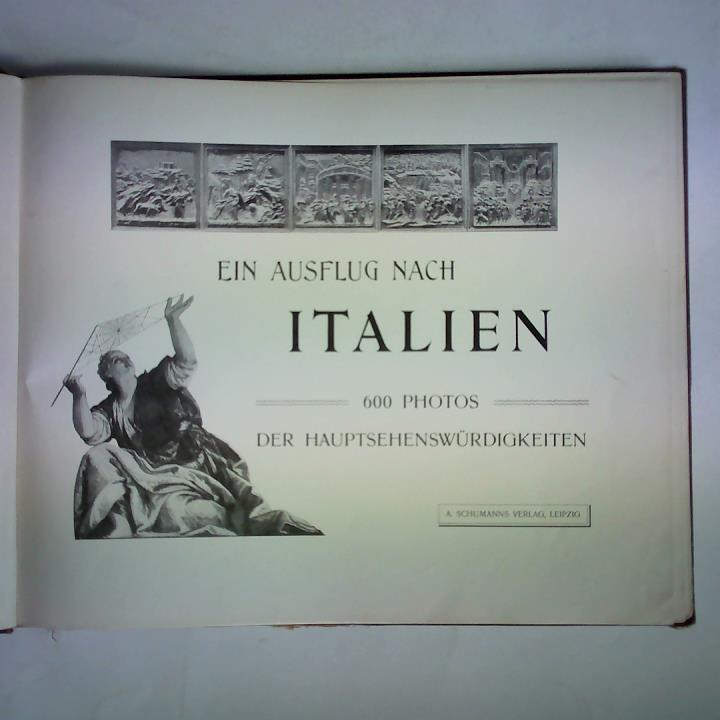 EIN AUSFLUG NACH
ITALIEN
600 PHOTOS
DER HAUPTSEHENSWÜRDIGKEITEN
A. SCHUMANNS VERLAG, LEIPZIG